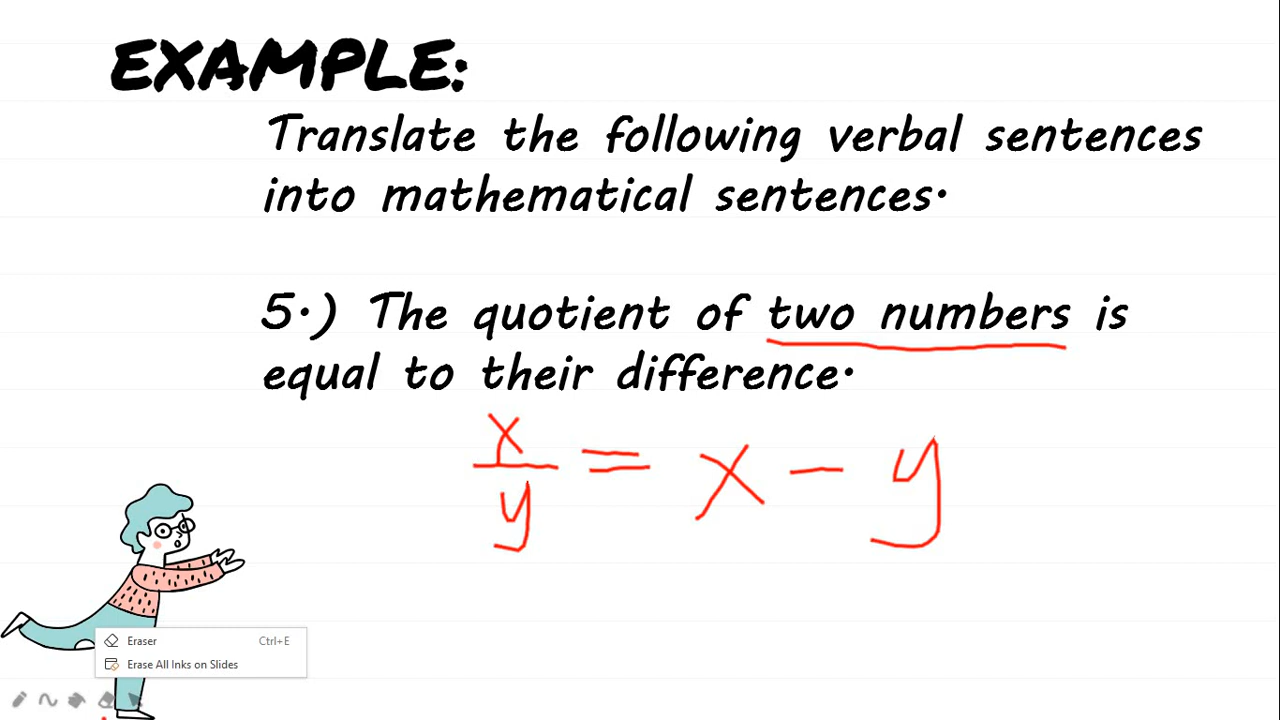 EXAMPLE:
Translate the following verbal sentences
into mathematical sentences.
5.) The quotient of two numbers is
equal to their difference.
x/y = x - y
Eraser Ctrl+E
Erase All Inks on Slides